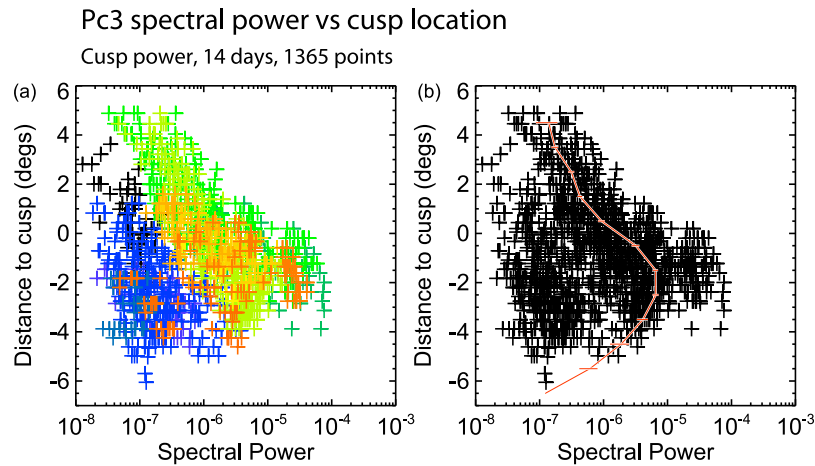 Pc3 spectral power vs cusp location
Cusp power, 14 days, 1365 points
(a)
Distance to cusp (degs)
6
4
2
0
-2
-4
-6
10^-8 10^-7 10^-6 10^-5 10^-4
Spectral Power
(b)
Distance to cusp (degs)
6
4
2
0
-2
-4
-6
10^-8 10^-7 10^-6 10^-5 10^-4 10^-3
Spectral Power